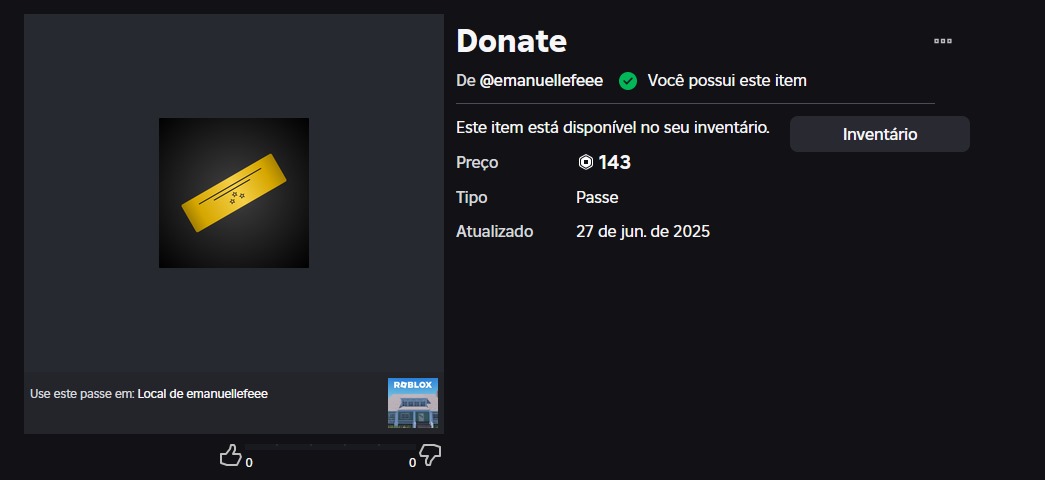 Donate
De @emanuellefeee Você possui este item
Este item está disponível no seu inventário.
Inventário
Preço 143
Tipo Passe
Atualizado 27 de jun. de 2025
Use este passe em: Local de emanuellefeee
ROBLOX
0 0